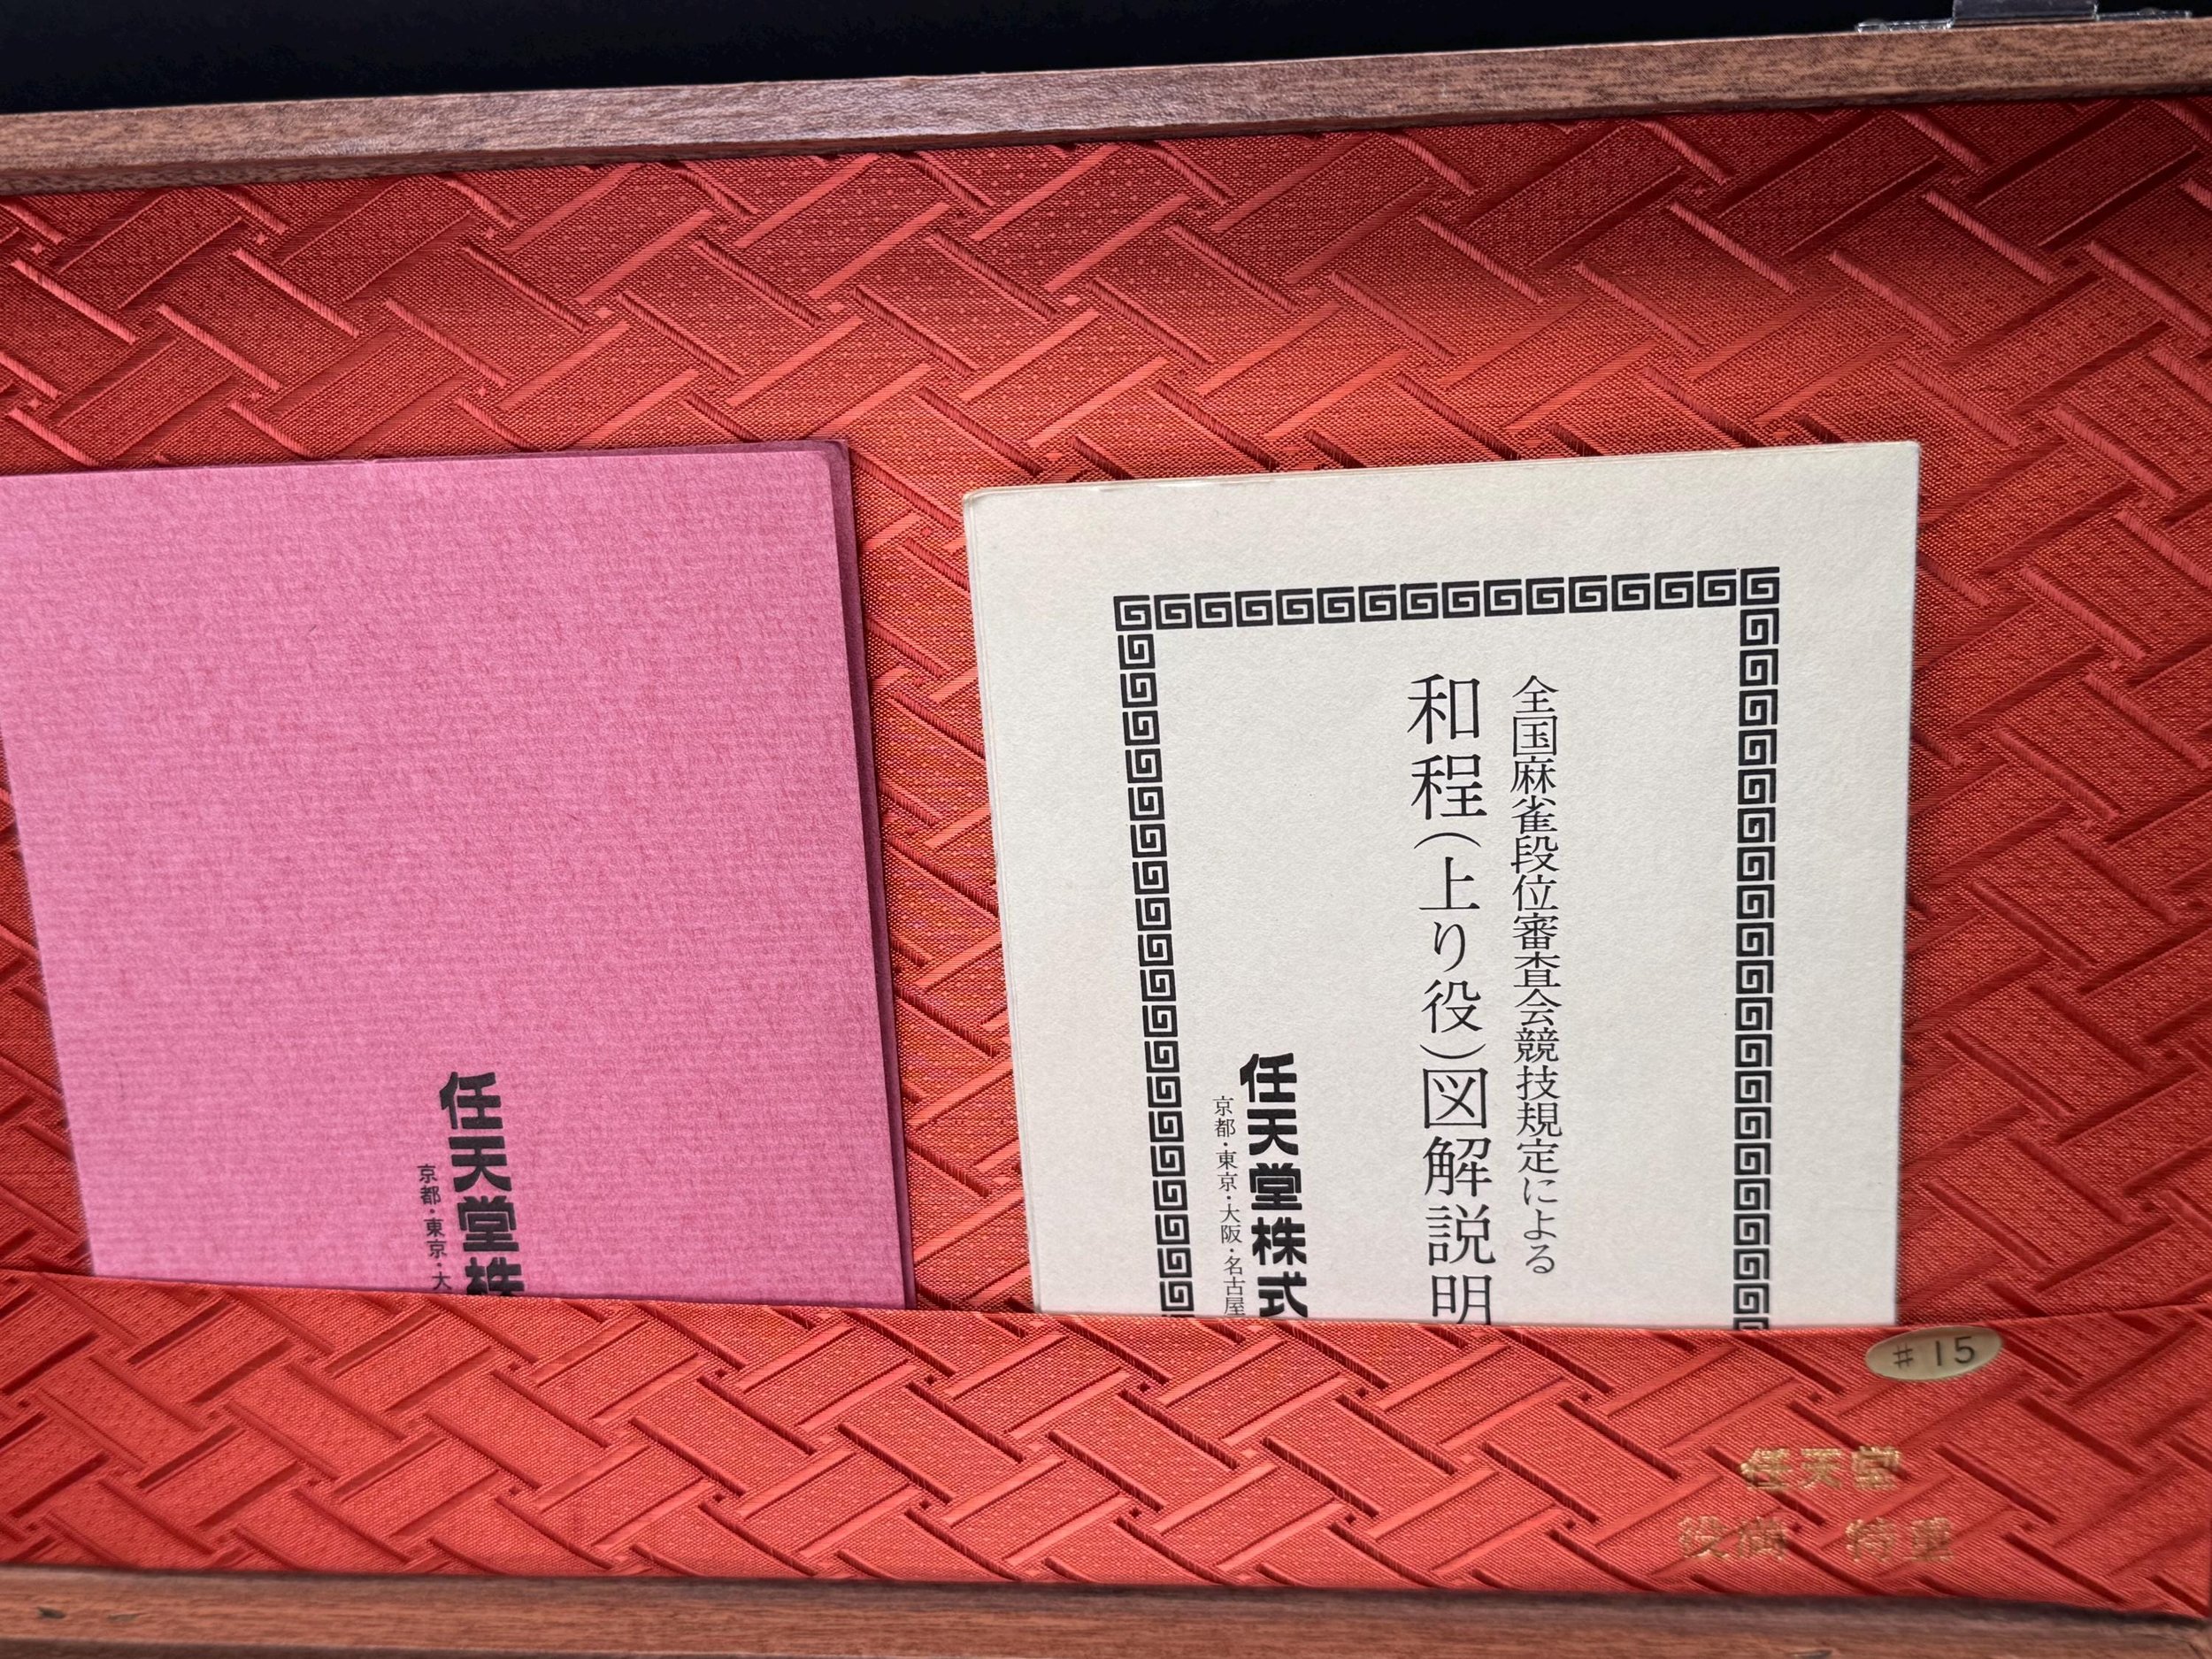 全国麻雀段位審査会競技規定による
和程(上り役)図解説明
任天堂株式
京都・東京・大阪・名古屋
任天堂株
京都・東京・大
#15
任天堂
役満 特重